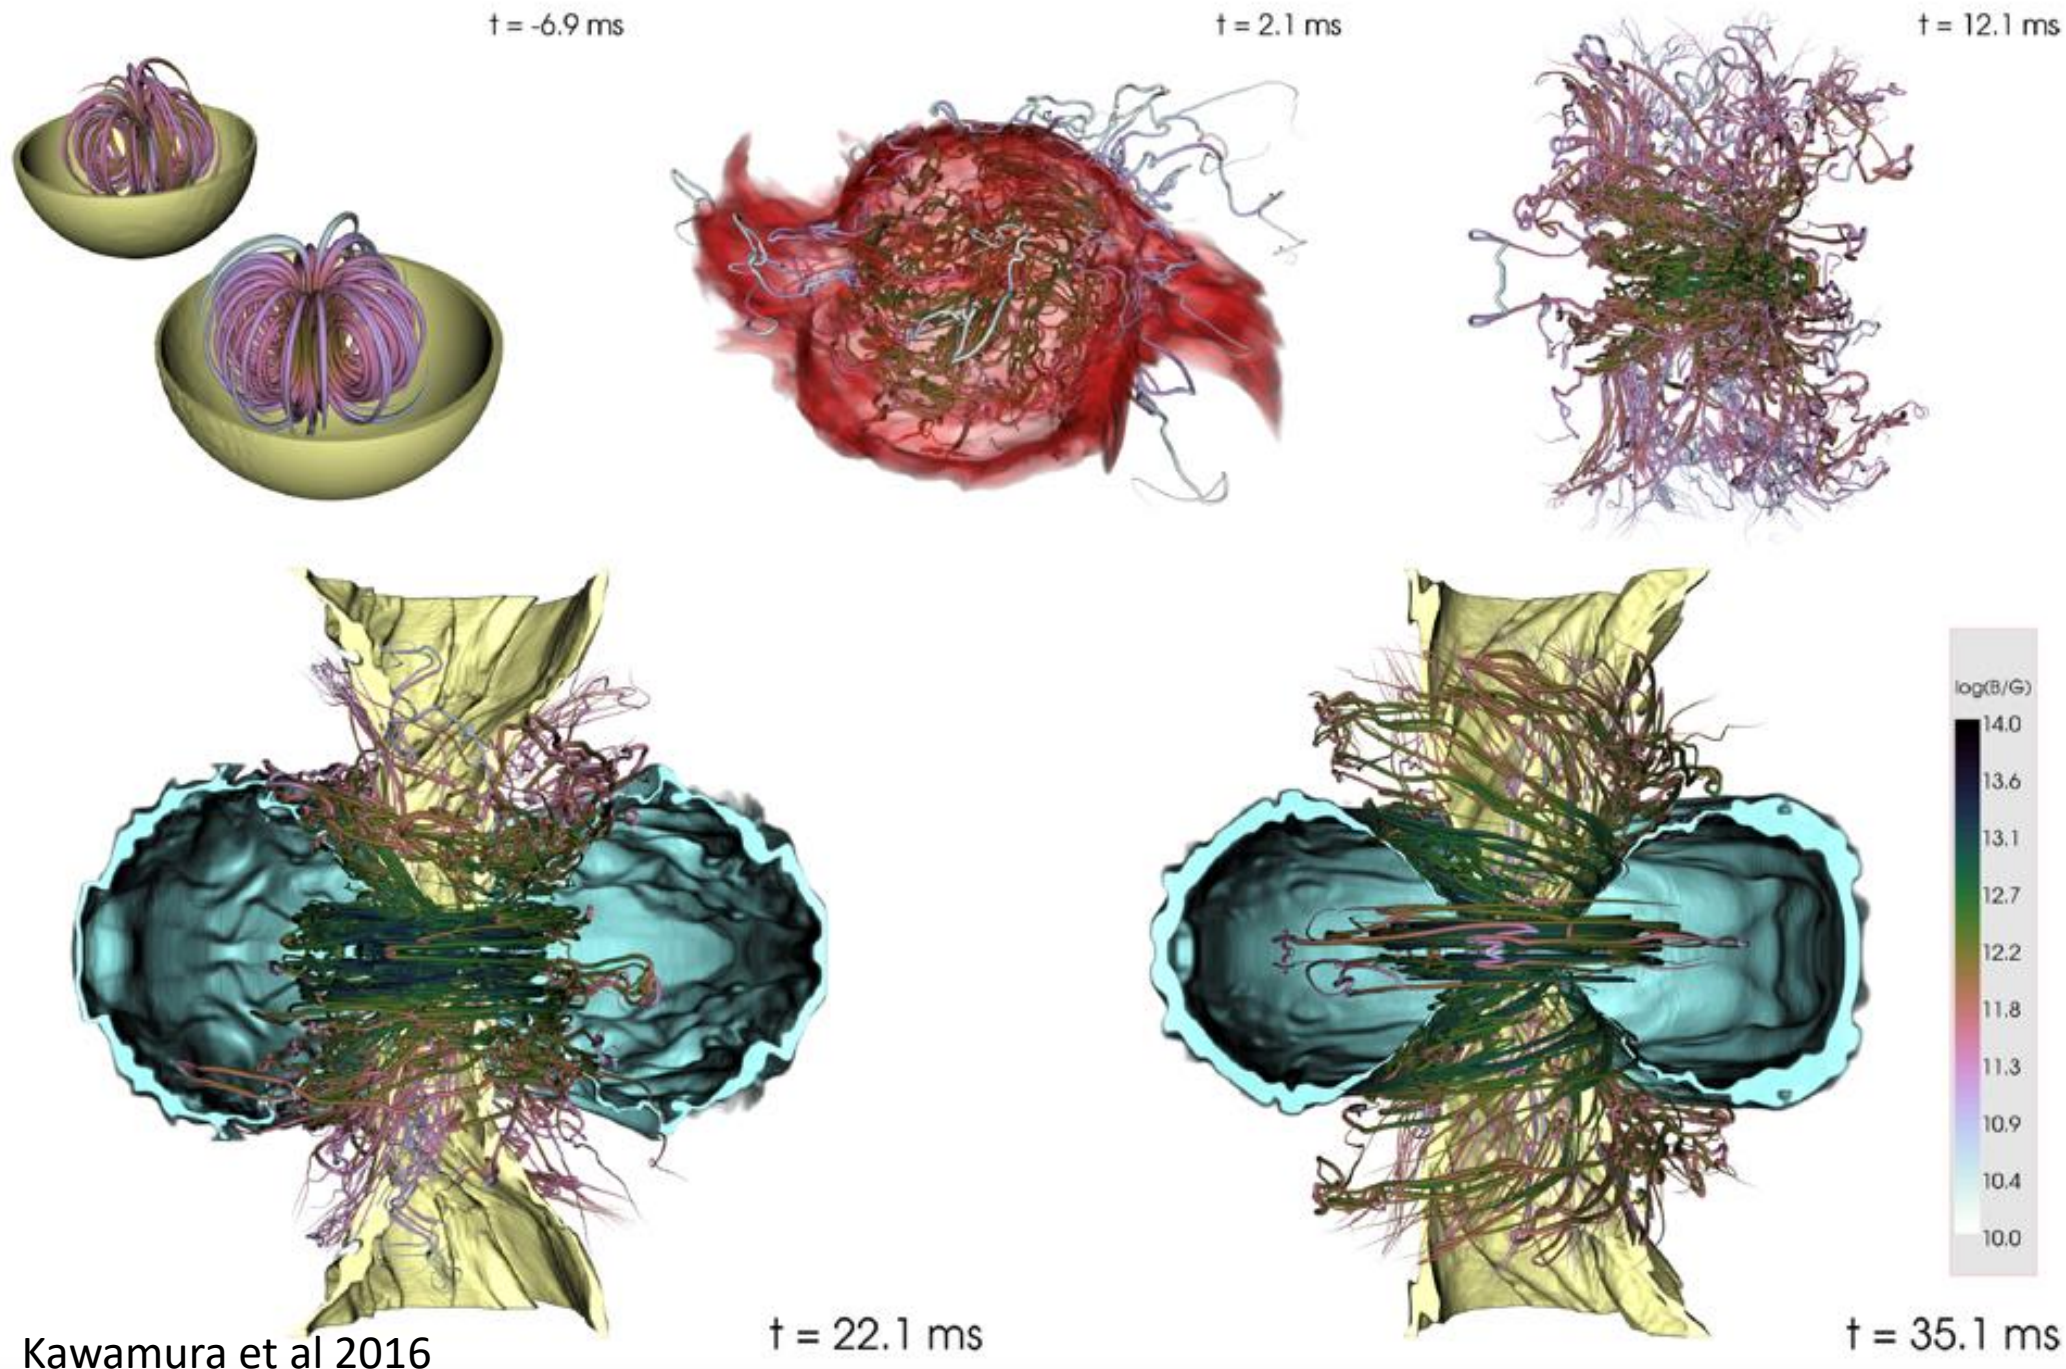 t = -6.9 ms
t = 2.1 ms
t = 12.1 ms
log(B/G)
14.0
13.6
13.1
12.7
12.2
11.8
11.3
10.9
10.4
10.0
t = 22.1 ms
t = 35.1 ms
Kawamura et al 2016